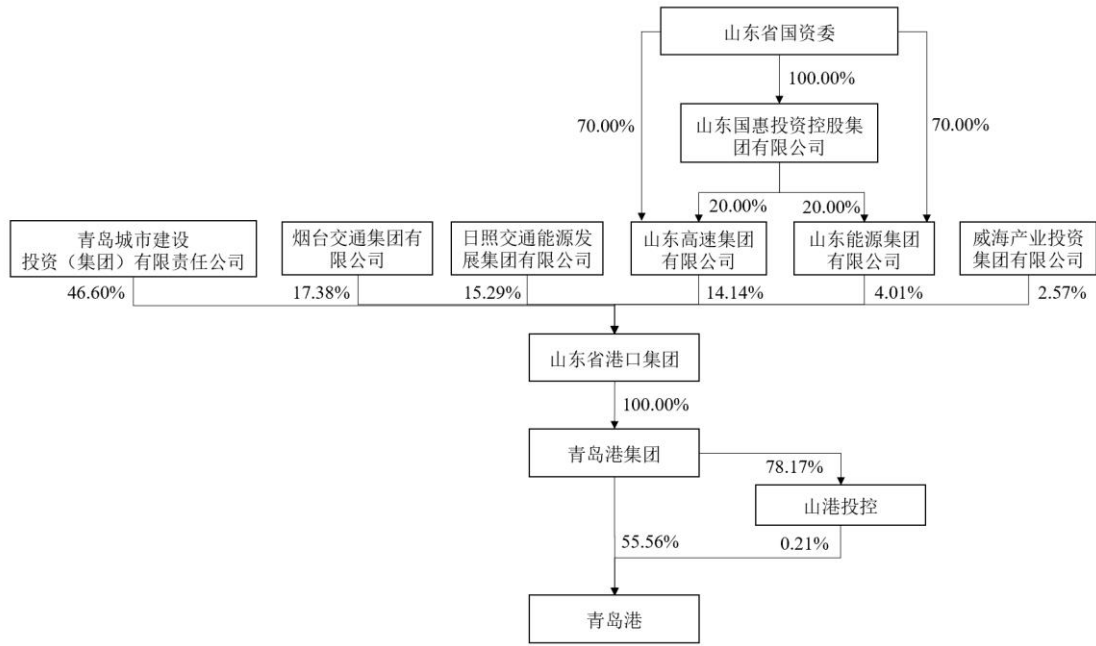 山东省国资委
100.00%
70.00%
山东国惠投资控股集
团有限公司
70.00%
20.00%
20.00%
青岛城市建设
投资（集团）有限责任公司
烟台交通集团有
限公司
日照交通能源发
展集团有限公司
山东高速集团
有限公司
山东能源集团
有限公司
威海产业投资
集团有限公司
46.60%
17.38%
15.29%
14.14%
4.01%
2.57%
山东省港口集团
100.00%
青岛港集团
78.17%
山港投控
55.56%
0.21%
青岛港